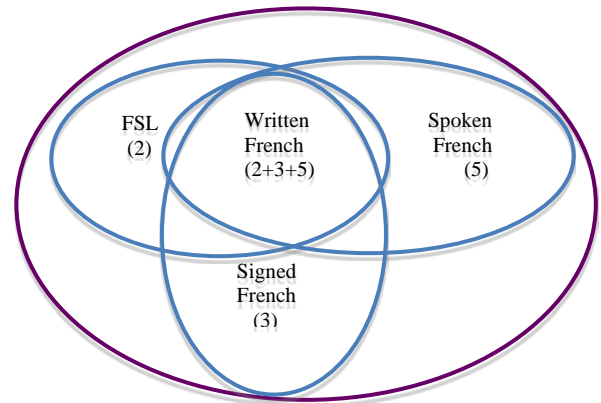 FSL
(2)
Written
French
(2+3+5)
Spoken
French
(5)
Signed
French
(3)